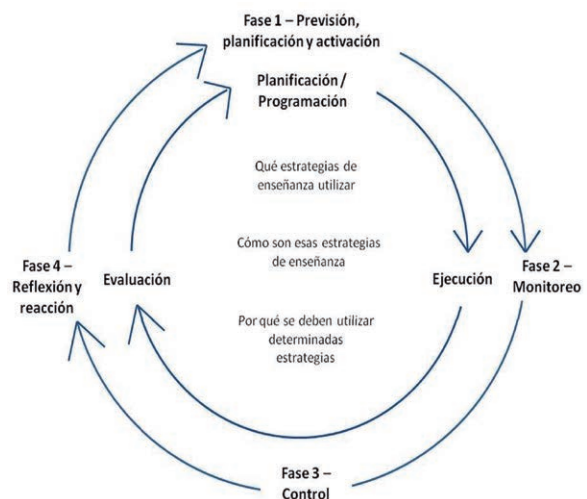 Fase 1 – Previsión,
planificación y activación
Planificación /
Programación
Qué estrategias de
enseñanza utilizar
Cómo son esas estrategias
de enseñanza
Por qué se deben utilizar
determinadas
estrategias
Fase 4 –
Reflexión y
reacción
Evaluación
Ejecución
Fase 2 –
Monitoreo
Fase 3 –
Control